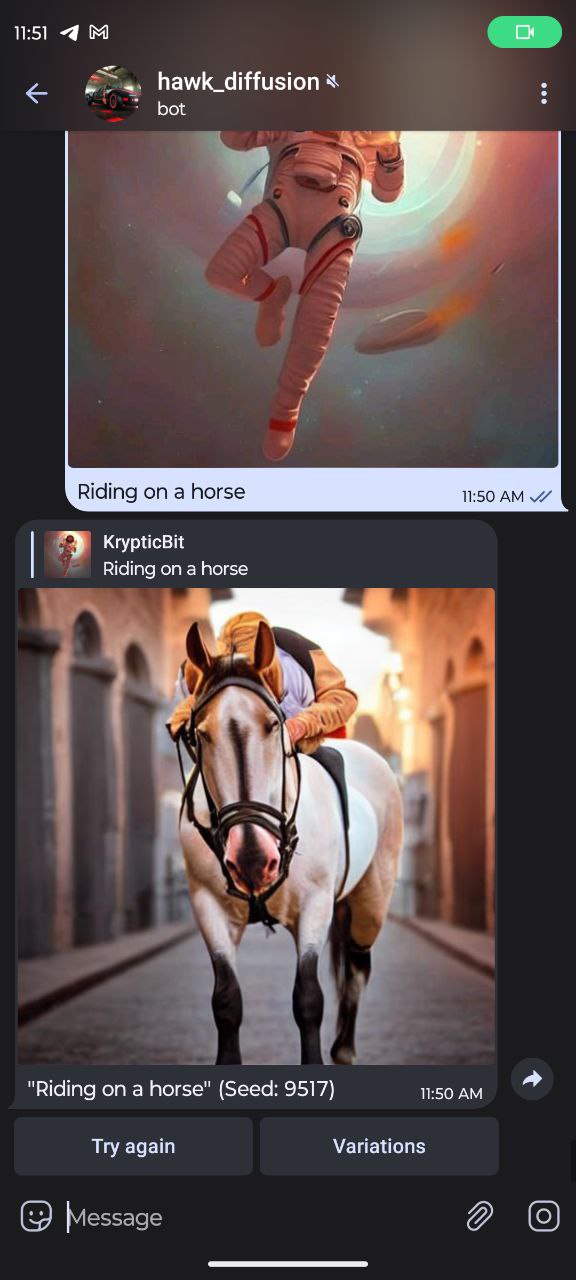 11:51
hawk_diffusion
bot
Riding on a horse
11:50 AM
KrypticBit
Riding on a horse
"Riding on a horse" (Seed: 9517)
11:50 AM
Try again
Variations
Message